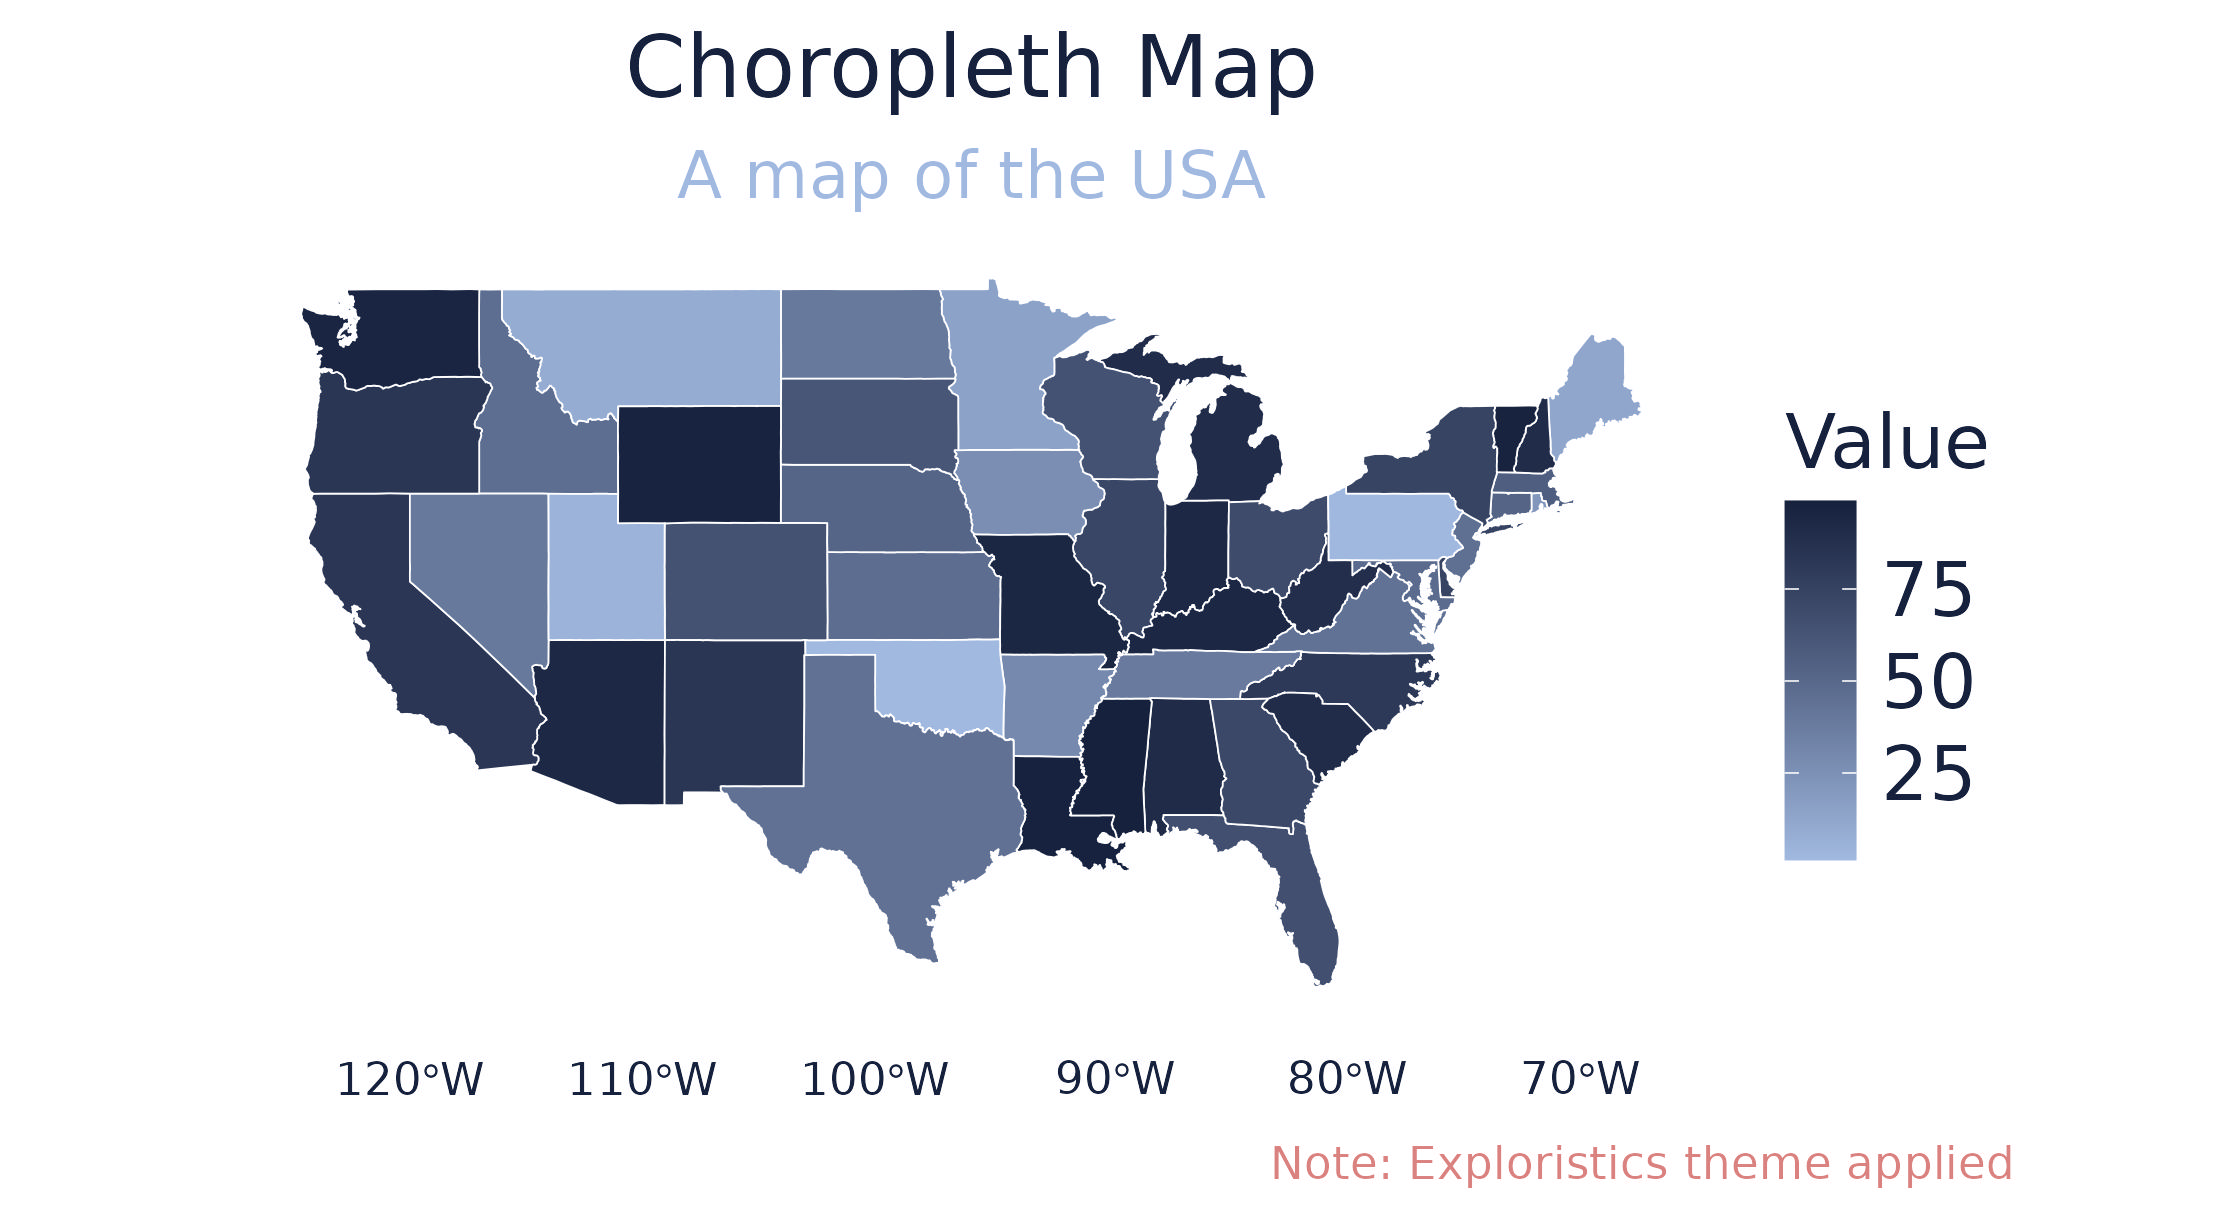 Choropleth Map
A map of the USA
Value
75
50
25
120°W 110°W 100°W 90°W 80°W 70°W
Note: Exploristics theme applied